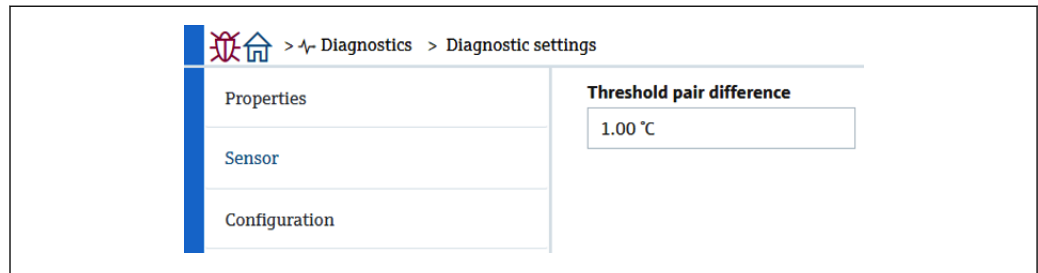 > Diagnostics > Diagnostic settings
Properties
Sensor
Configuration
Threshold pair difference
1.00 °C